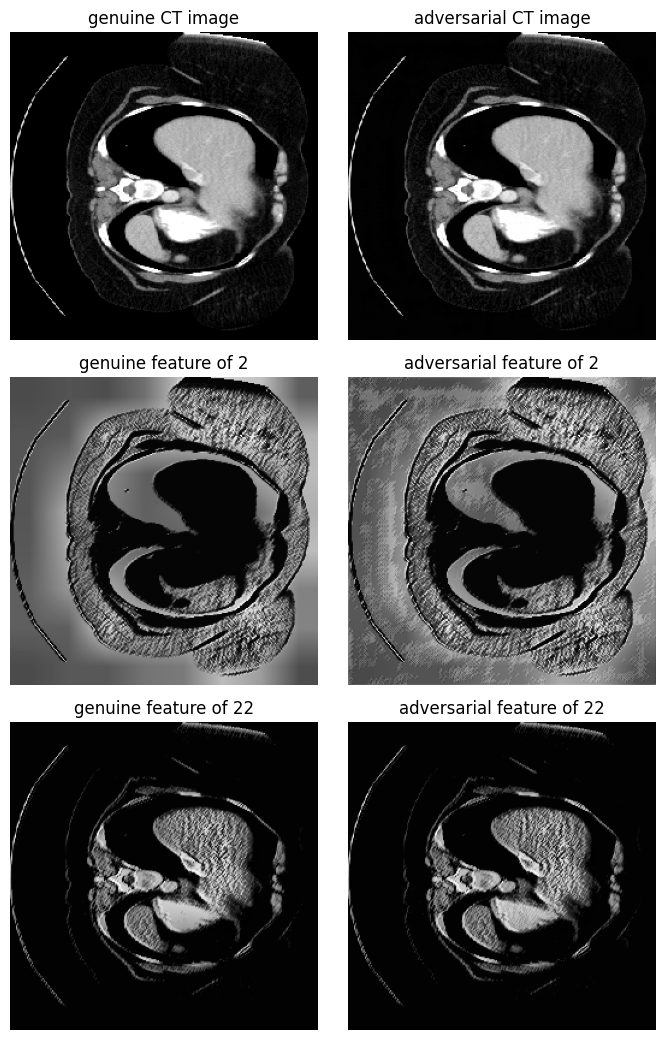 genuine CT image
adversarial CT image
genuine feature of 2
adversarial feature of 2
genuine feature of 22
adversarial feature of 22